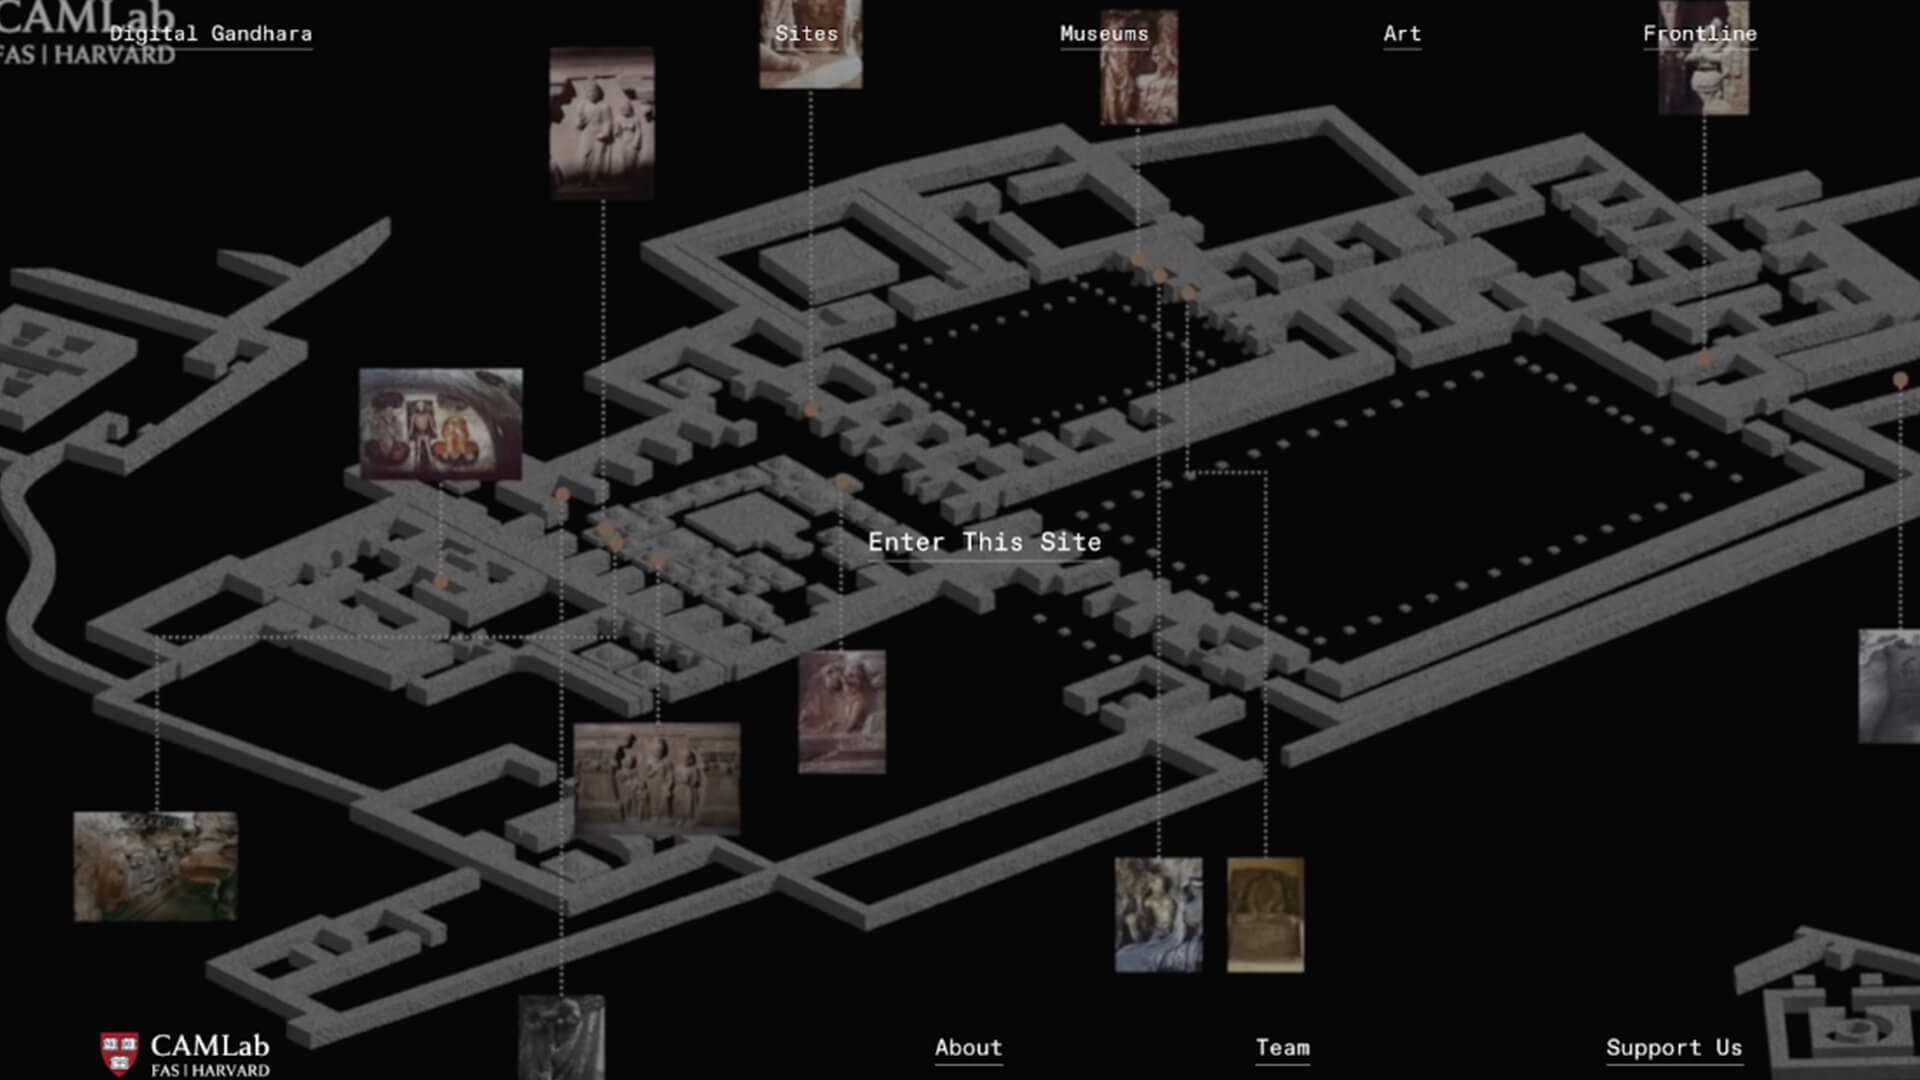 CAMLab
FAS | HARVARD
Digital Gandhara
Sites
Museums
Art
Frontline
Enter This Site
CAMLab
FAS | HARVARD
About
Team
Support Us